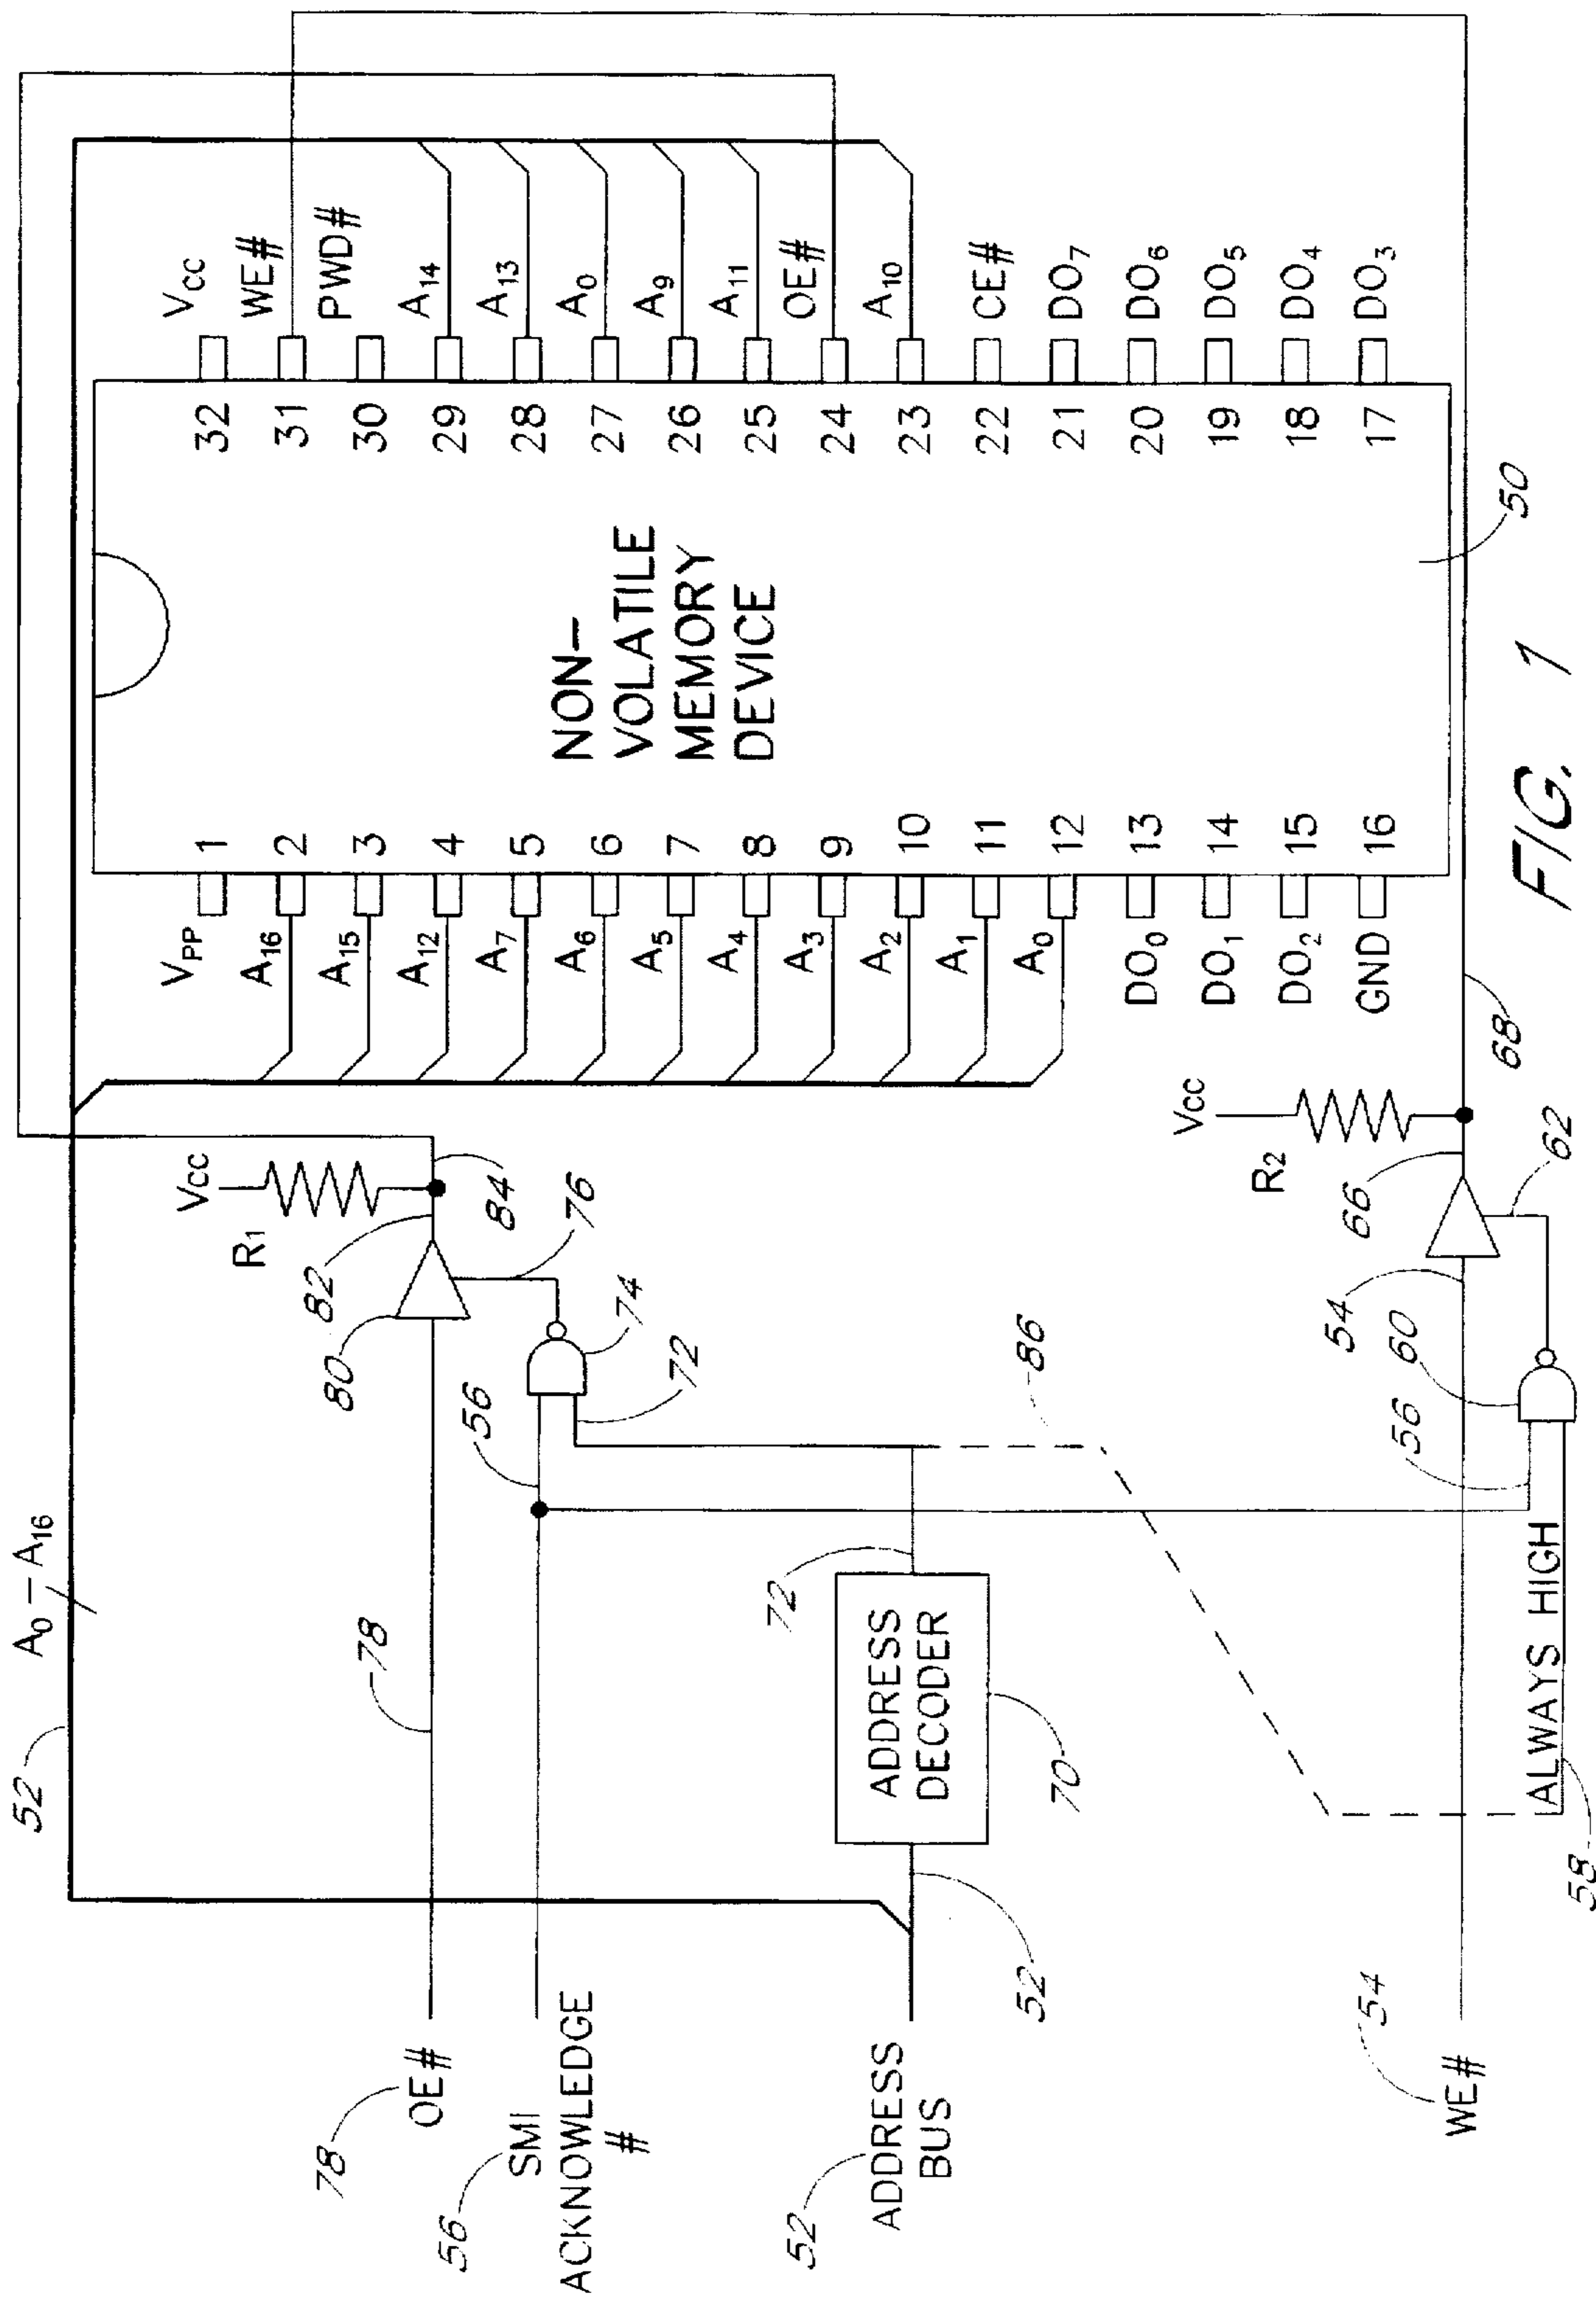 A0 – A16
52
78
OE#
78
56
SMI
ACKNOWLEDGE
#
52
ADDRESS
BUS
52
54
WE#
ADDRESS
DECODER
70
72
56
72
74
76
80
82
84
R1
VCC
86
58
ALWAYS HIGH
56
60
54
62
66
68
R2
VCC
VPP
A16
A15
A12
A7
A6
A5
A4
A3
A2
A1
A0
DO0
DO1
DO2
GND
1
2
3
4
5
6
7
8
9
10
11
12
13
14
15
16
NON–
VOLATILE
MEMORY
DEVICE
32
31
30
29
28
27
26
25
24
23
22
21
20
19
18
17
VCC
WE#
PWD#
A14
A13
A0
A9
A11
OE#
A10
CE#
DO7
DO6
DO5
DO4
DO3
50
FIG. 1